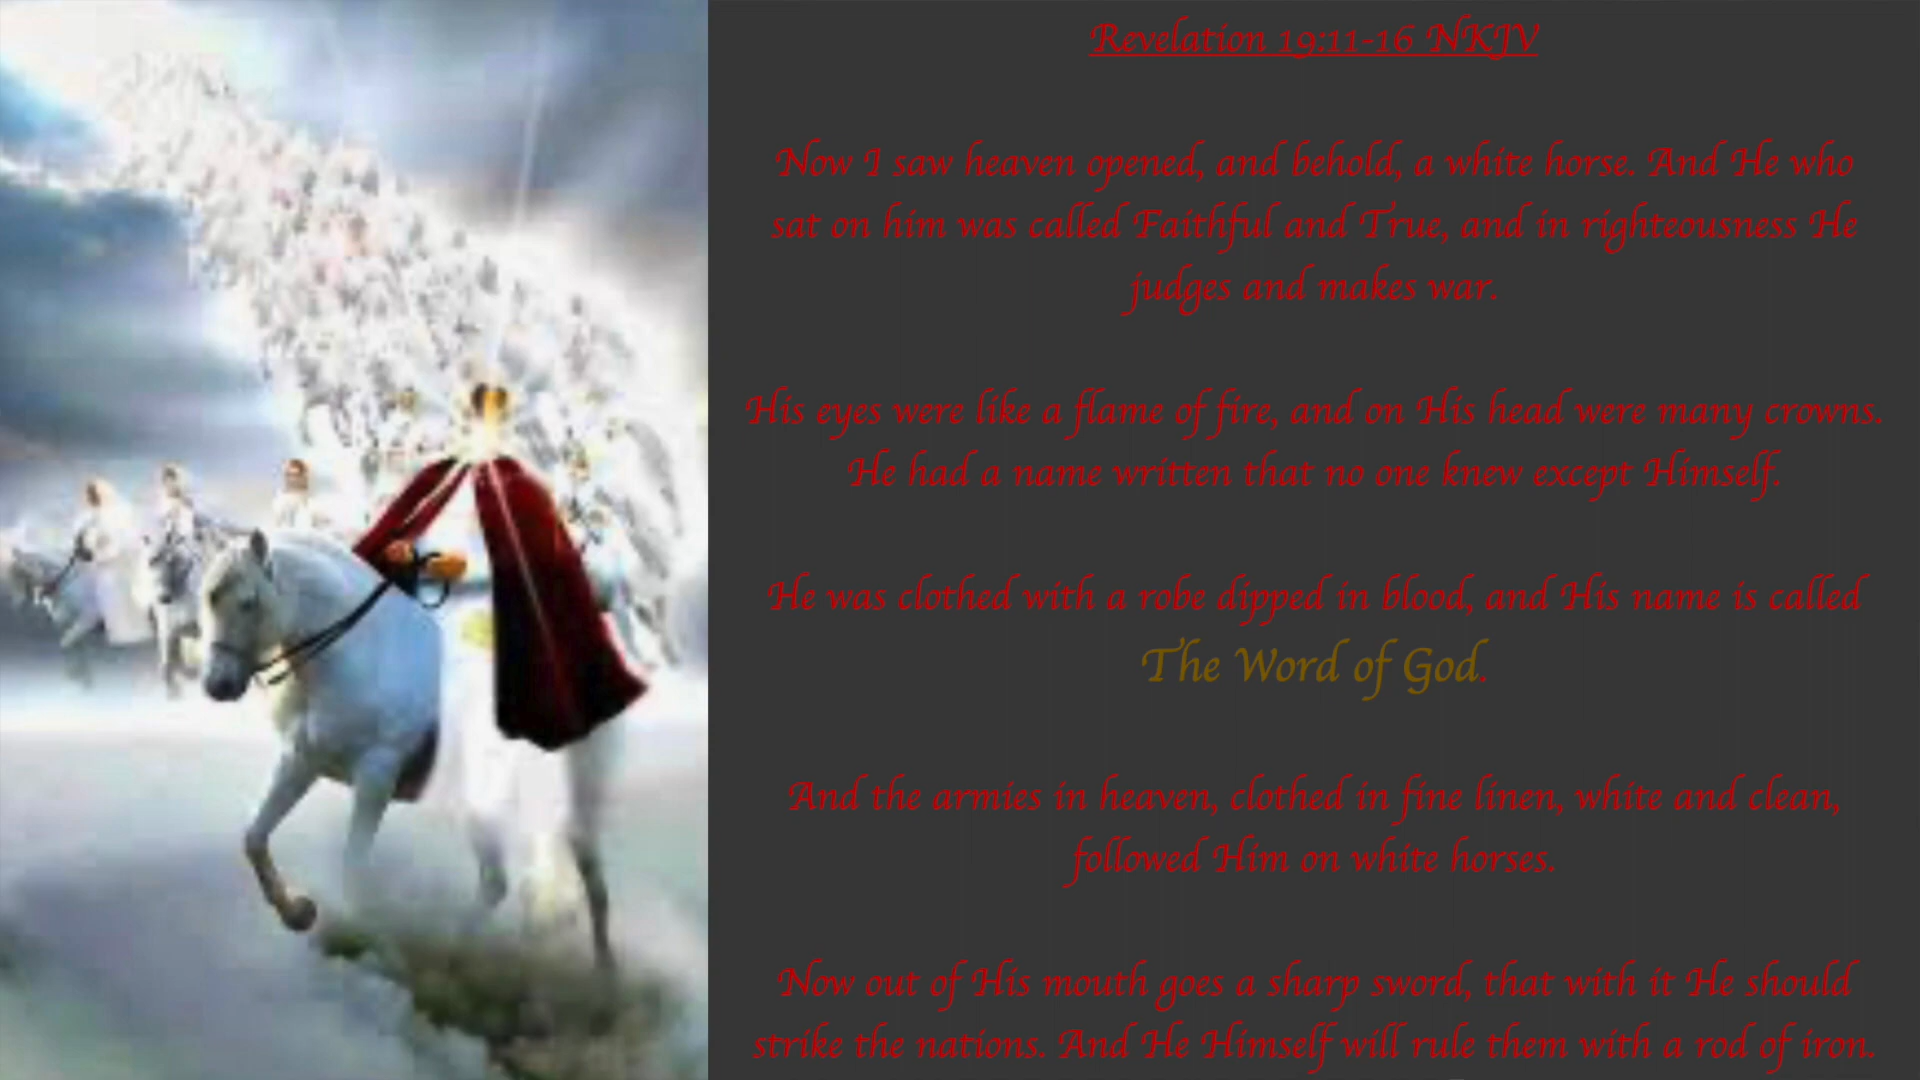 Revelation 19:11-16 NKJV
Now I saw heaven opened, and behold, a white horse. And He who
sat on him was called Faithful and True, and in righteousness He
judges and makes war.
His eyes were like a flame of fire, and on His head were many crowns.
He had a name written that no one knew except Himself.
He was clothed with a robe dipped in blood, and His name is called
The Word of God.
And the armies in heaven, clothed in fine linen, white and clean,
followed Him on white horses.
Now out of His mouth goes a sharp sword, that with it He should
strike the nations. And He Himself will rule them with a rod of iron.